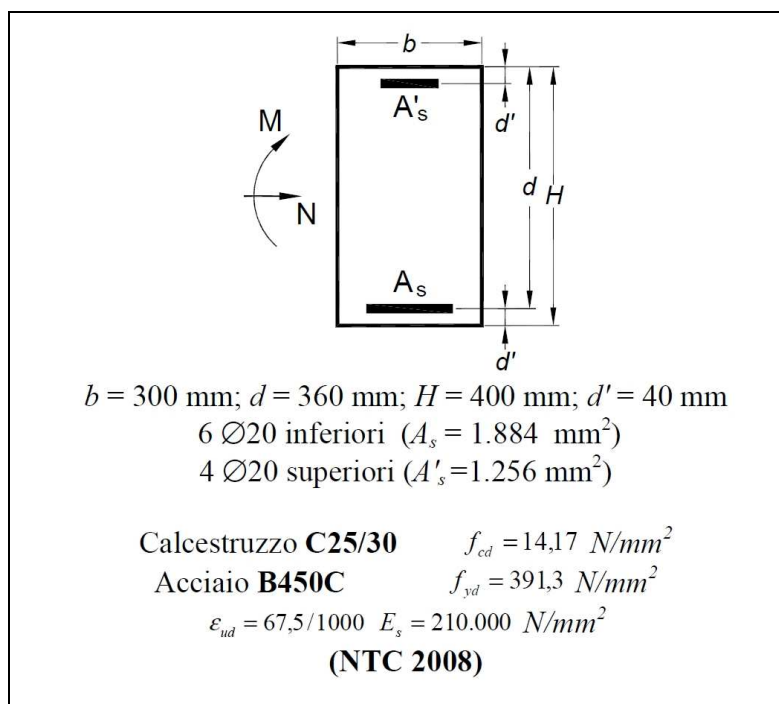 b
A's
d'
M
d H
N
As
d'
b = 300 mm; d = 360 mm; H = 400 mm; d' = 40 mm
6 Ø20 inferiori (As = 1.884 mm²)
4 Ø20 superiori (A's =1.256 mm²)
Calcestruzzo C25/30 fcd =14,17 N/mm²
Acciaio B450C fyd =391,3 N/mm²
εud = 67,5/1000 Es = 210.000 N/mm²
(NTC 2008)